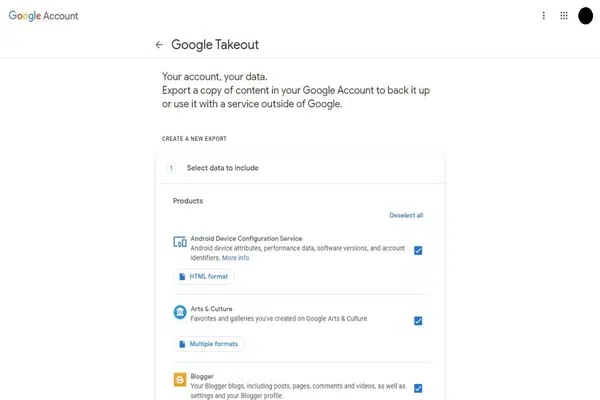 Google Account
Google Takeout
Your account, your data.
Export a copy of content in your Google Account to back it up
or use it with a service outside of Google.
CREATE A NEW EXPORT
1 Select data to include
Products
Deselect all
Android Device Configuration Service
Android device attributes, performance data, software versions, and account
identifiers. More info
HTML format
Arts & Culture
Favorites and galleries you've created on Google Arts & Culture.
Multiple formats
Blogger
Your Blogger blogs, including posts, pages, comments and videos, as well as
settings and your Blogger profile.